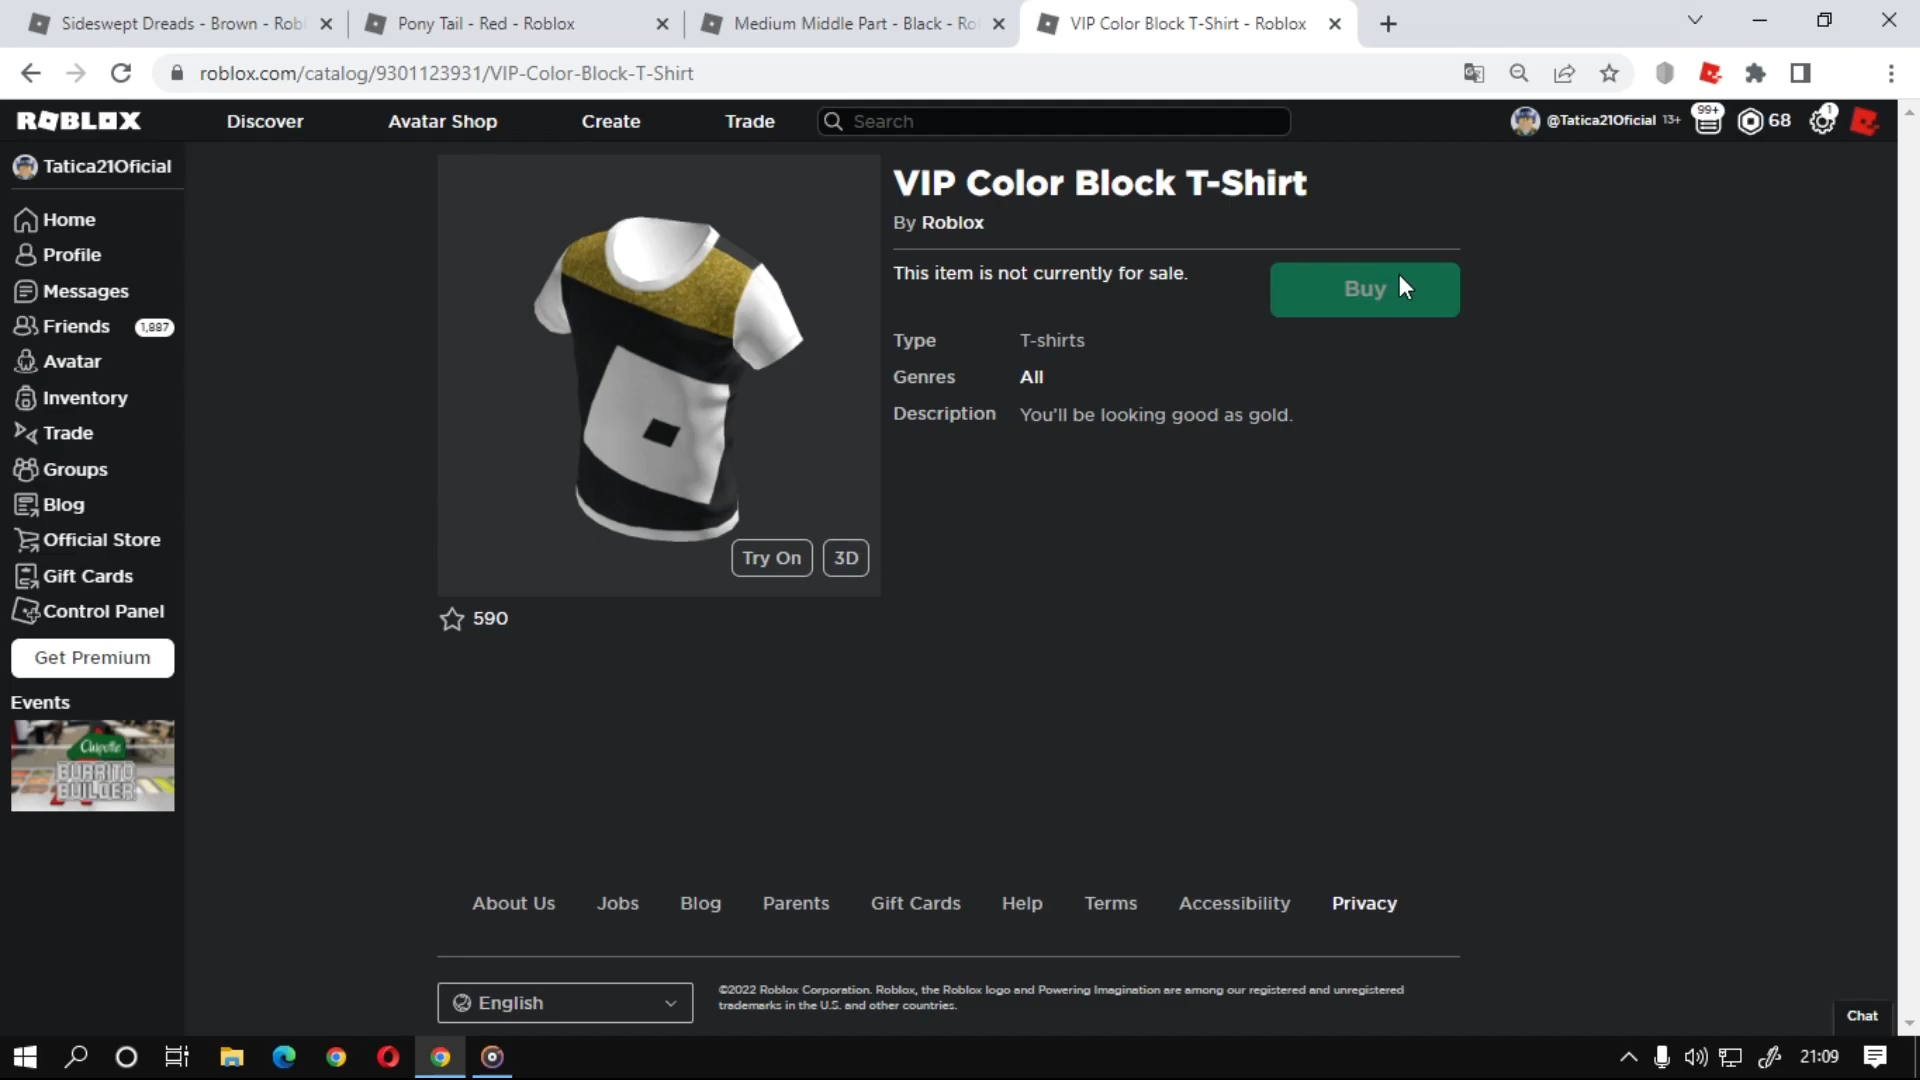 Sideswept Dreads - Brown - Rob
Pony Tail - Red - Roblox
Medium Middle Part - Black - Ro
VIP Color Block T-Shirt - Roblox
roblox.com/catalog/9301123931/VIP-Color-Block-T-Shirt
ROBLOX
Discover
Avatar Shop
Create
Trade
Search
@Tatica21Oficial 13+
99+
68
1
Tatica21Oficial
Home
Profile
Messages
Friends 1,887
Avatar
Inventory
Trade
Groups
Blog
Official Store
Gift Cards
Control Panel
Get Premium
Events
Chipotle
BURRITO
BUILDER
Try On
3D
590
VIP Color Block T-Shirt
By Roblox
This item is not currently for sale.
Buy
Type T-shirts
Genres All
Description You'll be looking good as gold.
About Us Jobs Blog Parents Gift Cards Help Terms Accessibility Privacy
English
©2022 Roblox Corporation. Roblox, the Roblox logo and Powering Imagination are among our registered and unregistered
trademarks in the U.S. and other countries.
Chat
21:09